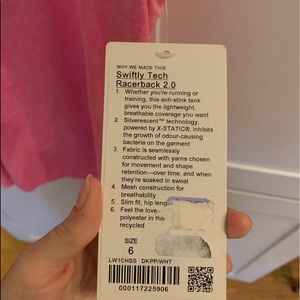 WHY WE MADE THIS
Swiftly Tech
Racerback 2.0
1. Whether you're running or
training, this anti-stink tank
gives you the lightweight,
breathable coverage you want
2. Silverescent™ technology,
powered by X-STATIC®, inhibits
the growth of odour-causing
bacteria on the garment
3. Fabric is seamlessly
constructed with yarns chosen
for movement and shape
retention—over time, and when
they're soaked in sweat
4. Mesh construction for
breathability
5. Slim fit, hip
6. Feel the love
polyester in this
recycled
SIZE
6
LW1CHSS DKPP/WHT
000117225906